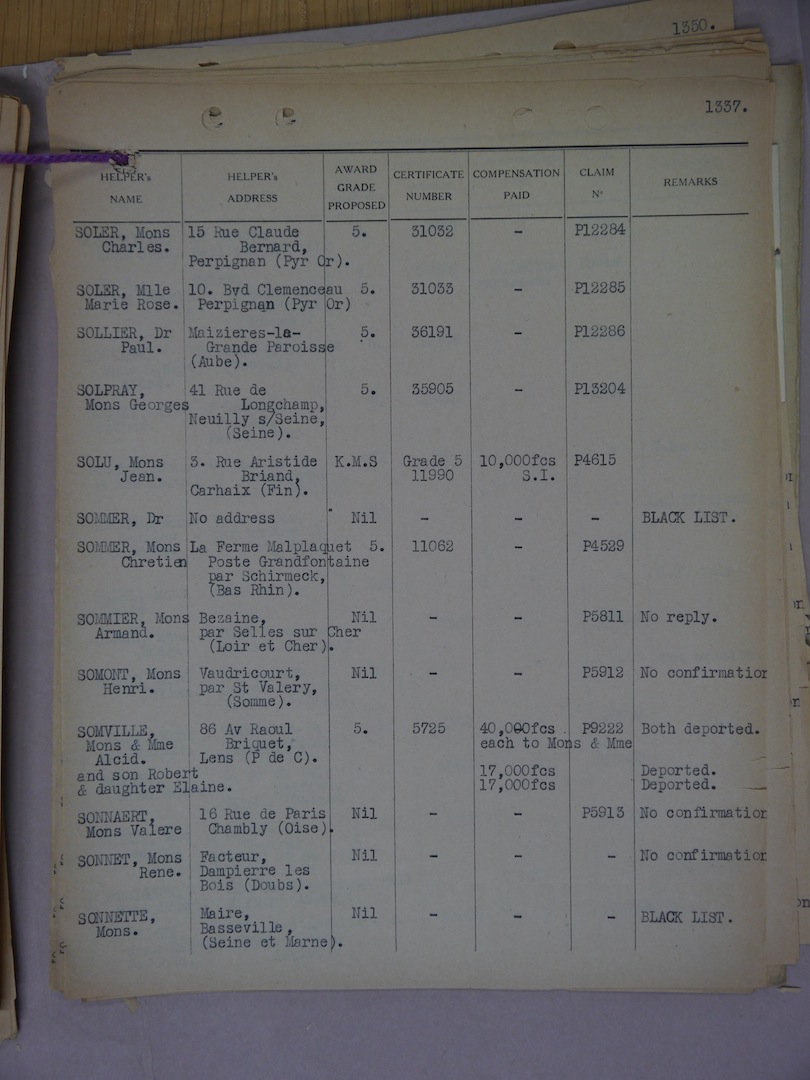 1350.
1337.
HELPER's NAME
HELPER's ADDRESS
AWARD GRADE PROPOSED
CERTIFICATE NUMBER
COMPENSATION PAID
CLAIM No
REMARKS
SOLER, Mons 15 Rue Claude 5. 31032 - P12284
Charles. Bernard,
Perpignan (Pyr Or).
SOLER, Mlle 10. Bvd Clemenceau 5. 31033 - P12285
Marie Rose. Perpignan (Pyr Or)
SOLLIER, Dr Maizieres-la- 5. 36191 - P12286
Paul. Grande Paroisse
(Aube).
SOLPRAY, 41 Rue de 5. 35905 - P13204
Mons Georges Longchamp,
Neuilly s/Seine,
(Seine).
SOLU, Mons 3. Rue Aristide K.M.S Grade 5 10,000fcs P4615
Jean. Briand, 11990 S.I.
Carhaix (Fin).
SOMMER, Dr No address Nil - - - BLACK LIST.
SOMMER, Mons La Ferme Malplaquet 5. 11062 - P4529
Chretien Poste Grandfontaine
par Schirmeck,
(Bas Rhin).
SOMMIER, Mons Bezaine, Nil - - P5811 No reply.
Armand. par Selles sur Cher
(Loir et Cher).
SOMONT, Mons Vaudricourt, Nil - - P5912 No confirmation
Henri. par St Valery,
(Somme).
SOMVILLE, 86 Av Raoul 5. 5725 40,000fcs P9222 Both deported.
Mons & Mme Briquet, each to Mons & Mme
Alcid. Lens (P de C).
and son Robert 17,000fcs Deported.
& daughter Elaine. 17,000fcs Deported.
SONNAERT, 16 Rue de Paris Nil - - P5913 No confirmation
Mons Valere Chambly (Oise).
SONNET, Mons Facteur, Nil - - - No confirmation
Rene. Dampierre les
Bois (Doubs).
SONNETTE, Maire, Nil - - - BLACK LIST.
Mons. Basseville,
(Seine et Marne).